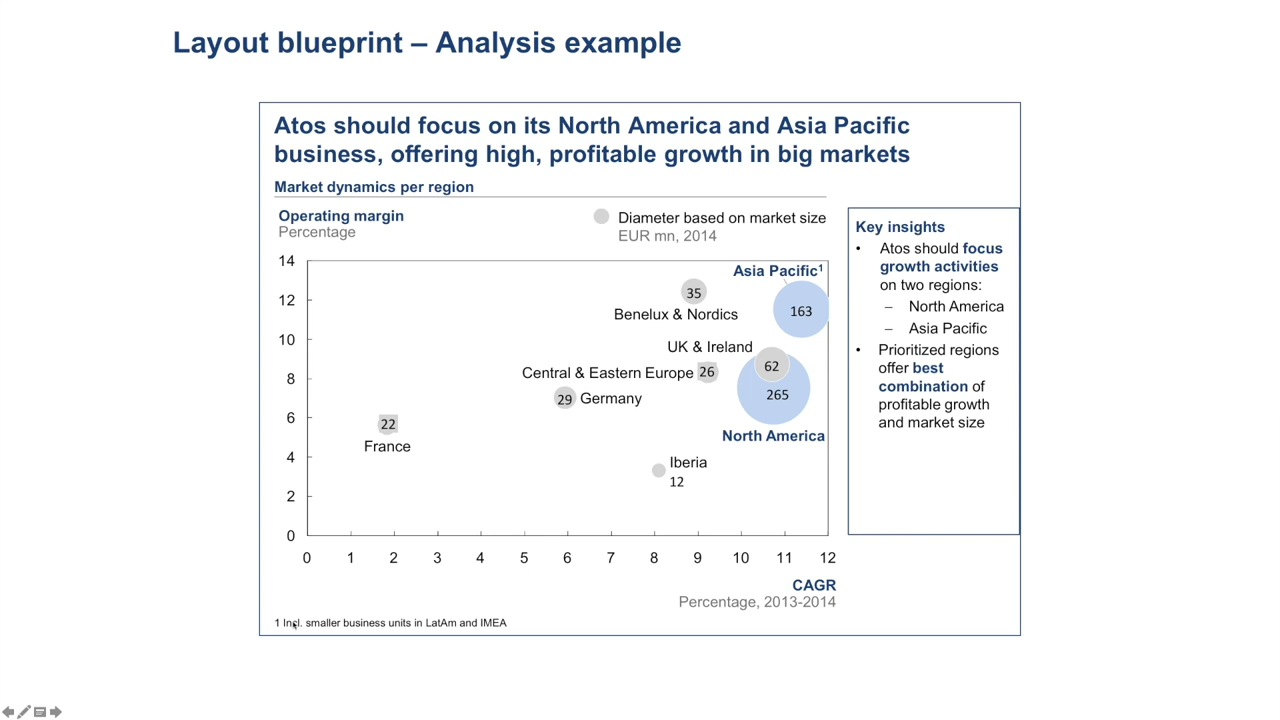 Layout blueprint – Analysis example
Atos should focus on its North America and Asia Pacific
business, offering high, profitable growth in big markets
Market dynamics per region
Operating margin
Percentage
Diameter based on market size
EUR mn, 2014
14
12
10
8
6
4
2
0
0 1 2 3 4 5 6 7 8 9 10 11 12
Asia Pacific¹
163
35
Benelux & Nordics
UK & Ireland
62
Central & Eastern Europe 26
265
North America
29 Germany
22
France
Iberia
12
CAGR
Percentage, 2013-2014
Key insights
• Atos should focus
growth activities
on two regions:
– North America
– Asia Pacific
• Prioritized regions
offer best
combination of
profitable growth
and market size
1 Incl. smaller business units in LatAm and IMEA